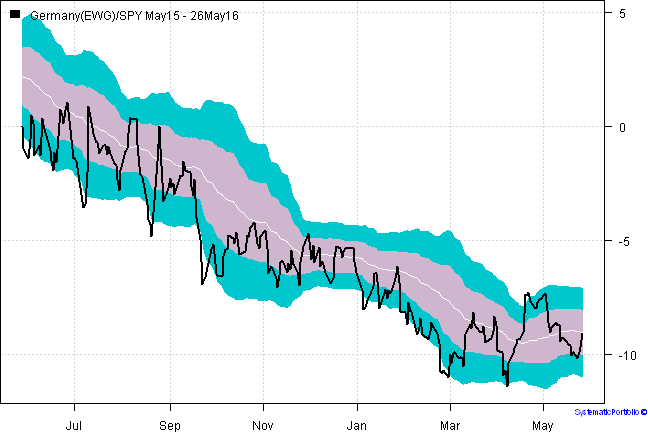 Germany(EWG)/SPY May15 - 26May16
5
0
-5
-10
Jul Sep Nov Jan Mar May
SystematicPortfolio ©